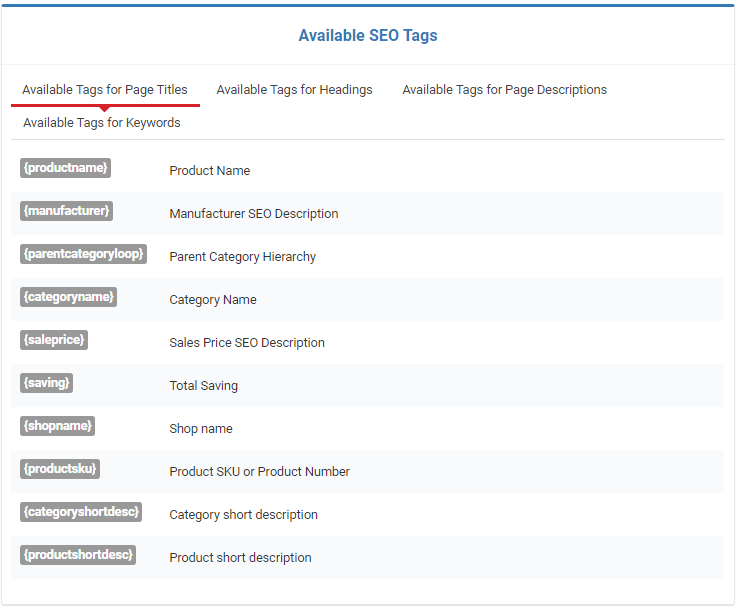 Available SEO Tags
Available Tags for Page Titles Available Tags for Headings Available Tags for Page Descriptions
Available Tags for Keywords
{productname} Product Name
{manufacturer} Manufacturer SEO Description
{parentcategoryloop} Parent Category Hierarchy
{categoryname} Category Name
{saleprice} Sales Price SEO Description
{saving} Total Saving
{shopname} Shop name
{productsku} Product SKU or Product Number
{categoryshortdesc} Category short description
{productshortdesc} Product short description